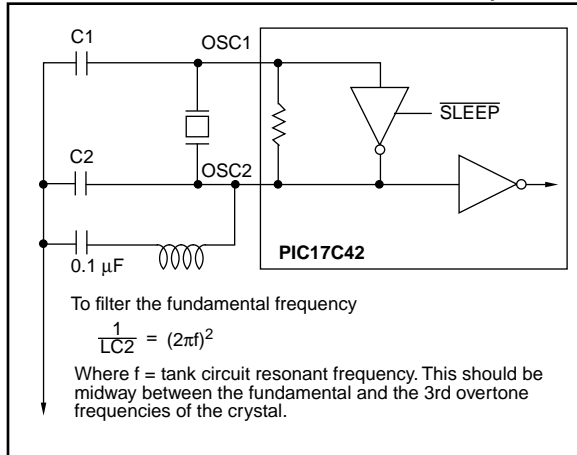 C1
OSC1
SLEEP
C2
OSC2
PIC17C42
0.1 μF
To filter the fundamental frequency
1/LC2 = (2πf)²
Where f = tank circuit resonant frequency. This should be
midway between the fundamental and the 3rd overtone
frequencies of the crystal.